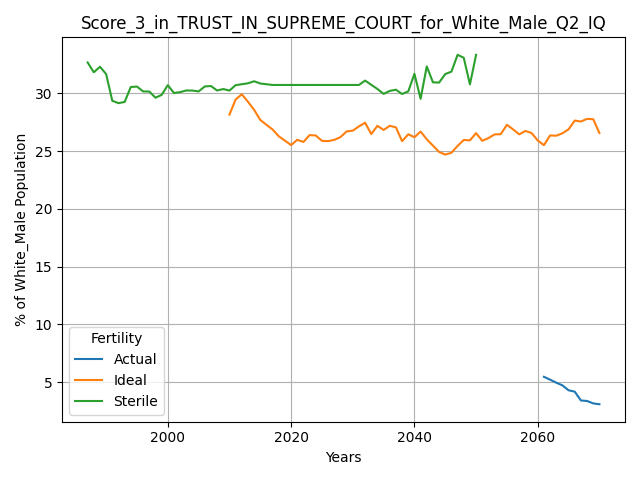 Score_3_in_TRUST_IN_SUPREME_COURT_for_White_Male_Q2_IQ
% of White_Male Population
30
25
20
15
10
5
Fertility
Actual
Ideal
Sterile
2000
2020
2040
2060
Years